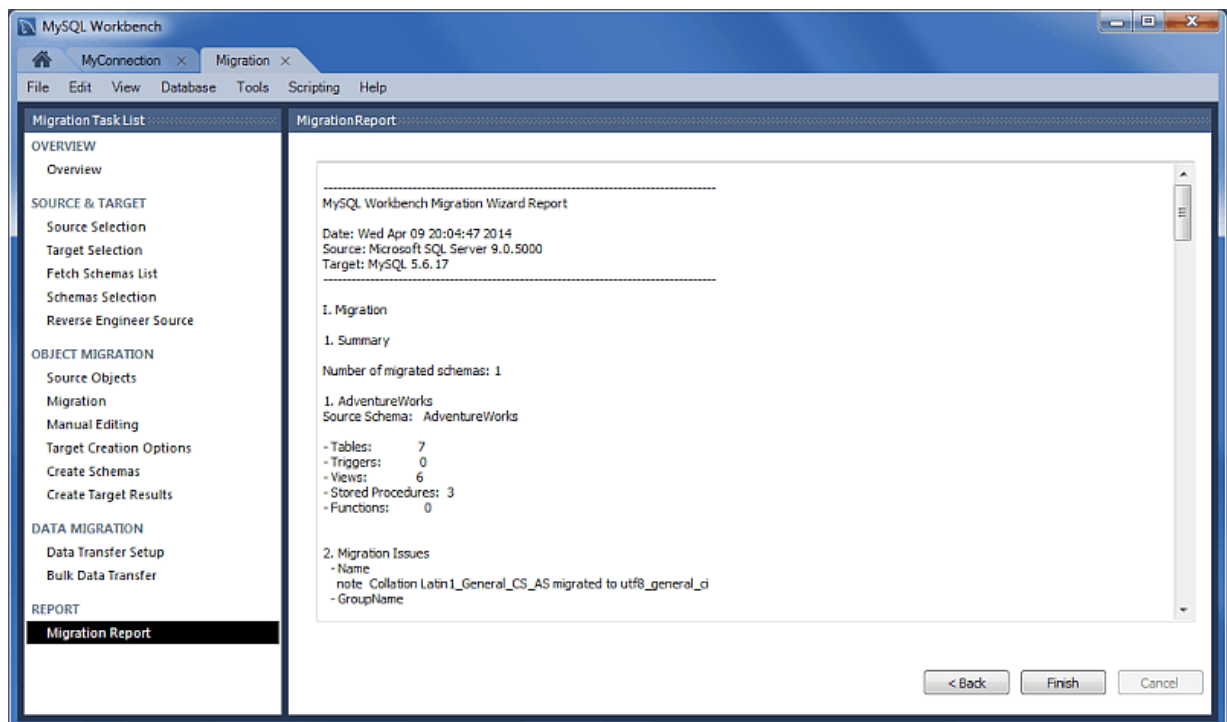 MySQL Workbench
MyConnection
Migration
File Edit View Database Tools Scripting Help
Migration Task List
OVERVIEW
Overview
SOURCE & TARGET
Source Selection
Target Selection
Fetch Schemas List
Schemas Selection
Reverse Engineer Source
OBJECT MIGRATION
Source Objects
Migration
Manual Editing
Target Creation Options
Create Schemas
Create Target Results
DATA MIGRATION
Data Transfer Setup
Bulk Data Transfer
REPORT
Migration Report
MigrationReport
------------------------------------------------------------------------------------
MySQL Workbench Migration Wizard Report
Date: Wed Apr 09 20:04:47 2014
Source: Microsoft SQL Server 9.0.5000
Target: MySQL 5.6.17
------------------------------------------------------------------------------------
I. Migration
1. Summary
Number of migrated schemas: 1
1. AdventureWorks
Source Schema: AdventureWorks
- Tables: 7
- Triggers: 0
- Views: 6
- Stored Procedures: 3
- Functions: 0
2. Migration Issues
- Name
note Collation Latin1_General_CS_AS migrated to utf8_general_ci
- GroupName
< Back
Finish
Cancel